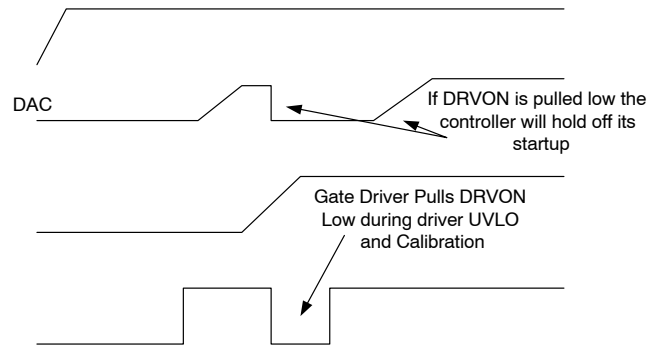 DAC
If DRVON is pulled low the
controller will hold off its
startup
Gate Driver Pulls DRVON
Low during driver UVLO
and Calibration